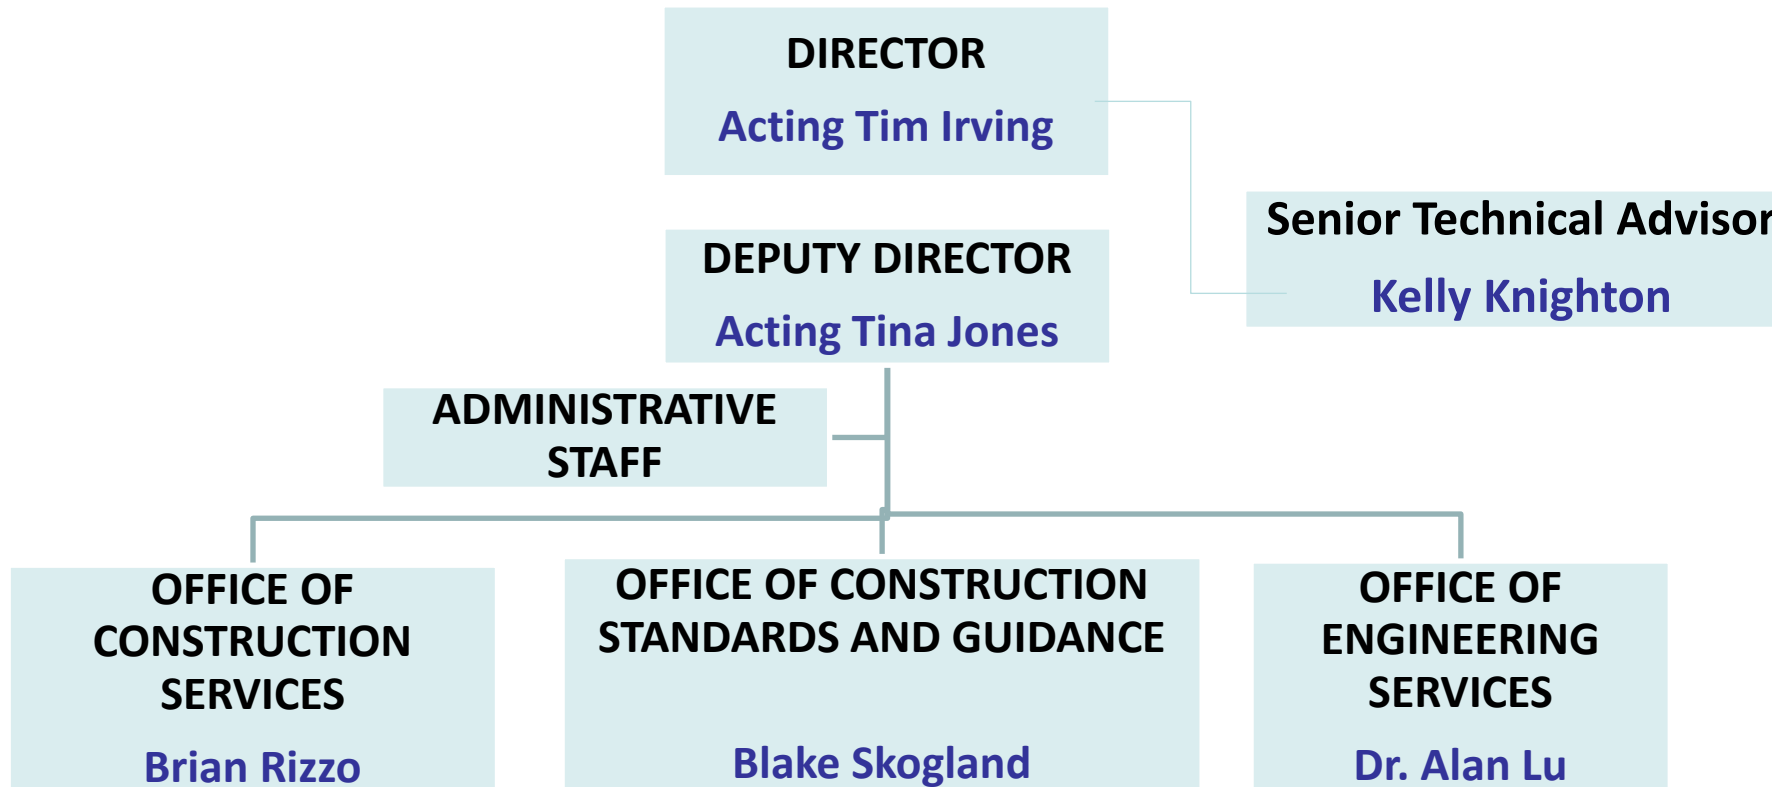 DIRECTOR
Acting Tim Irving
Senior Technical Advisor
Kelly Knighton
DEPUTY DIRECTOR
Acting Tina Jones
ADMINISTRATIVE
STAFF
OFFICE OF
CONSTRUCTION
SERVICES
Brian Rizzo
OFFICE OF CONSTRUCTION
STANDARDS AND GUIDANCE
Blake Skogland
OFFICE OF
ENGINEERING
SERVICES
Dr. Alan Lu